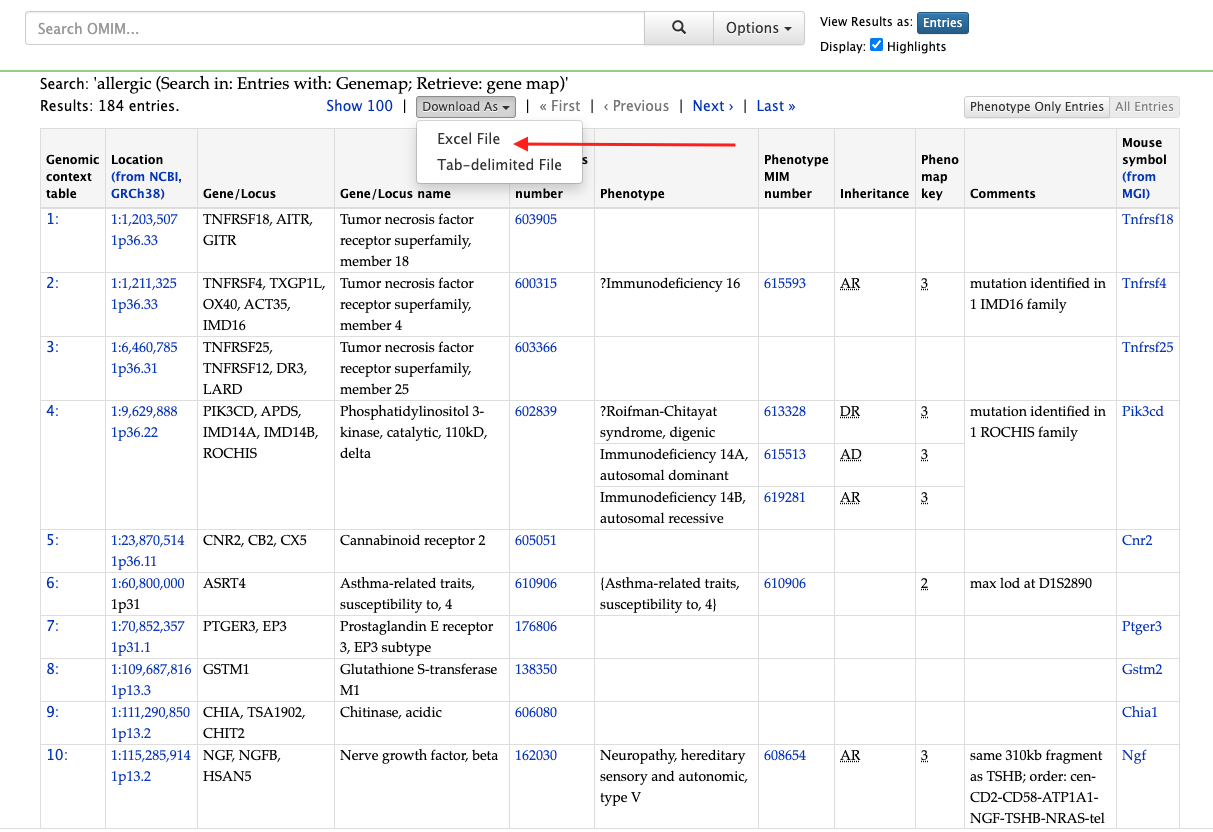 Search OMIM...
Options
View Results as: Entries
Display: Highlights
Search: 'allergic (Search in: Entries with: Genemap; Retrieve: gene map)'
Results: 184 entries.
Show 100 | Download As | « First | ‹ Previous | Next › | Last »
Phenotype Only Entries All Entries
Excel File
Tab-delimited File
Genomic context table
Location (from NCBI, GRCh38)
Gene/Locus
Gene/Locus name
number
Phenotype
Phenotype MIM number
Inheritance
Pheno map key
Comments
Mouse symbol (from MGI)
1:
1:1,203,507
1p36.33
TNFRSF18, AITR,
GITR
Tumor necrosis factor
receptor superfamily,
member 18
603905
Tnfrsf18
2:
1:1,211,325
1p36.33
TNFRSF4, TXGP1L,
OX40, ACT35,
IMD16
Tumor necrosis factor
receptor superfamily,
member 4
600315
?Immunodeficiency 16
615593
AR
3
mutation identified in
1 IMD16 family
Tnfrsf4
3:
1:6,460,785
1p36.31
TNFRSF25,
TNFRSF12, DR3,
LARD
Tumor necrosis factor
receptor superfamily,
member 25
603366
Tnfrsf25
4:
1:9,629,888
1p36.22
PIK3CD, APDS,
IMD14A, IMD14B,
ROCHIS
Phosphatidylinositol 3-
kinase, catalytic, 110kD,
delta
602839
?Roifman-Chitayat
syndrome, digenic
613328
DR
3
mutation identified in
1 ROCHIS family
Pik3cd
Immunodeficiency 14A,
autosomal dominant
615513
AD
3
Immunodeficiency 14B,
autosomal recessive
619281
AR
3
5:
1:23,870,514
1p36.11
CNR2, CB2, CX5
Cannabinoid receptor 2
605051
Cnr2
6:
1:60,800,000
1p31
ASRT4
Asthma-related traits,
susceptibility to, 4
610906
{Asthma-related traits,
susceptibility to, 4}
610906
2
max lod at D1S2890
7:
1:70,852,357
1p31.1
PTGER3, EP3
Prostaglandin E receptor
3, EP3 subtype
176806
Ptger3
8:
1:109,687,816
1p13.3
GSTM1
Glutathione S-transferase
M1
138350
Gstm2
9:
1:111,290,850
1p13.2
CHIA, TSA1902,
CHIT2
Chitinase, acidic
606080
Chia1
10:
1:115,285,914
1p13.2
NGF, NGFB,
HSAN5
Nerve growth factor, beta
162030
Neuropathy, hereditary
sensory and autonomic,
type V
608654
AR
3
same 310kb fragment
as TSHB; order: cen-
CD2-CD58-ATP1A1-
NGF-TSHB-NRAS-tel
Ngf